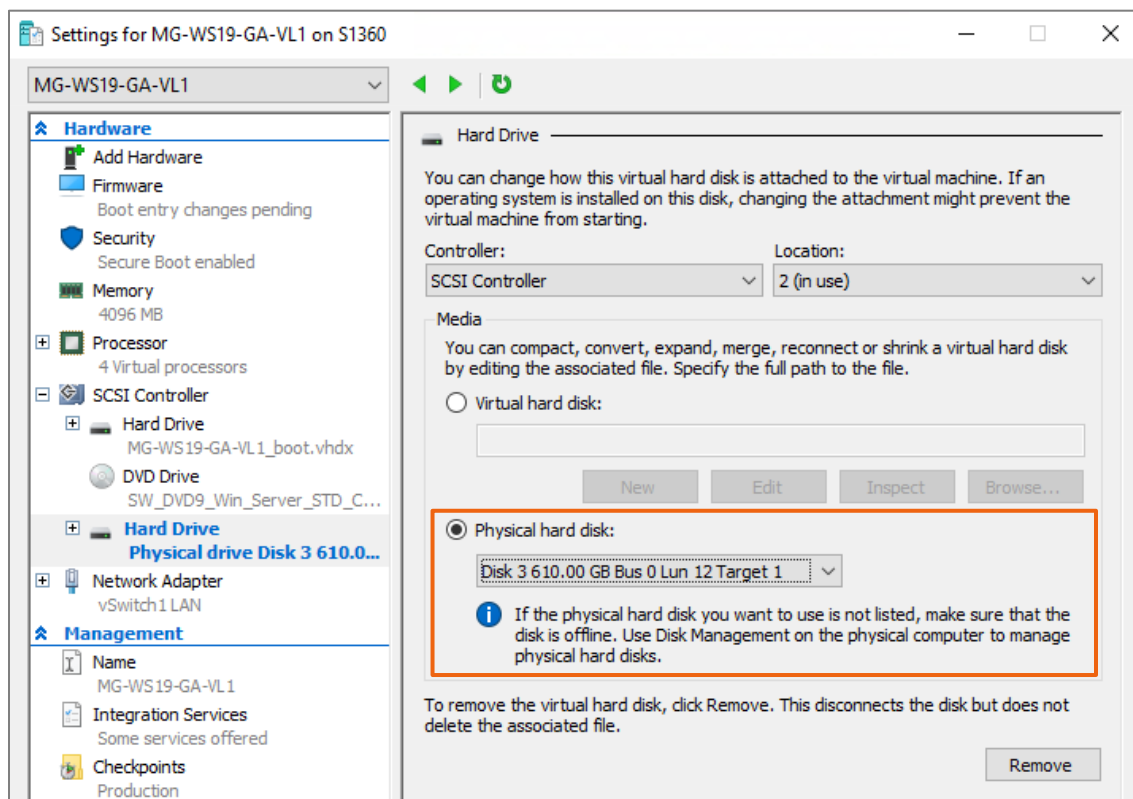 Settings for MG-WS19-GA-VL1 on S1360
MG-WS19-GA-VL1
Hardware
Add Hardware
Firmware
Boot entry changes pending
Security
Secure Boot enabled
Memory
4096 MB
Processor
4 Virtual processors
SCSI Controller
Hard Drive
MG-WS19-GA-VL1_boot.vhdx
DVD Drive
SW_DVD9_Win_Server_STD_C...
Hard Drive
Physical drive Disk 3 610.0...
Network Adapter
vSwitch1 LAN
Management
Name
MG-WS19-GA-VL1
Integration Services
Some services offered
Checkpoints
Production
Hard Drive
You can change how this virtual hard disk is attached to the virtual machine. If an
operating system is installed on this disk, changing the attachment might prevent the
virtual machine from starting.
Controller:
Location:
SCSI Controller
2 (in use)
Media
You can compact, convert, expand, merge, reconnect or shrink a virtual hard disk
by editing the associated file. Specify the full path to the file.
Virtual hard disk:
New
Edit
Inspect
Browse...
Physical hard disk:
Disk 3 610.00 GB Bus 0 Lun 12 Target 1
If the physical hard disk you want to use is not listed, make sure that the
disk is offline. Use Disk Management on the physical computer to manage
physical hard disks.
To remove the virtual hard disk, click Remove. This disconnects the disk but does not
delete the associated file.
Remove